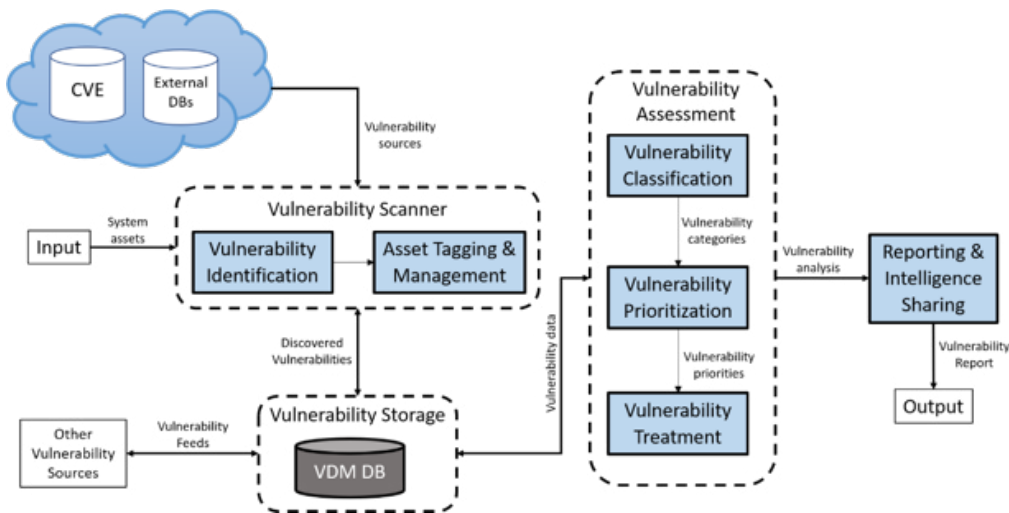 CVE
External
DBs
Vulnerability
sources
Vulnerability Scanner
Input
System
assets
Vulnerability
Identification
Asset Tagging &
Management
Discovered
Vulnerabilities
Vulnerability Storage
VDM DB
Other
Vulnerability
Sources
Vulnerability
Feeds
Vulnerability data
Vulnerability
Assessment
Vulnerability
Classification
Vulnerability
categories
Vulnerability
Prioritization
Vulnerability
priorities
Vulnerability
Treatment
Vulnerability
analysis
Reporting &
Intelligence
Sharing
Vulnerability
Report
Output